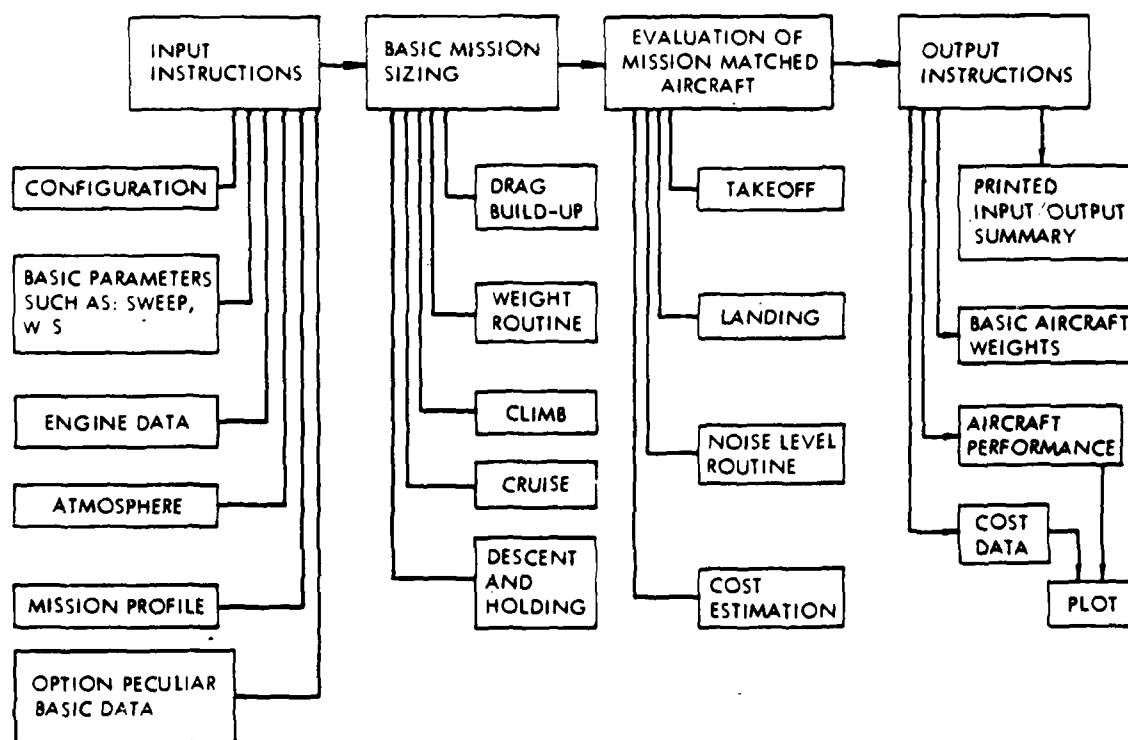 INPUT
INSTRUCTIONS
BASIC MISSION
SIZING
EVALUATION OF
MISSION MATCHED
AIRCRAFT
OUTPUT
INSTRUCTIONS
CONFIGURATION
BASIC PARAMETERS
SUCH AS: SWEEP,
W S
ENGINE DATA
ATMOSPHERE
MISSION PROFILE
OPTION PECULIAR
BASIC DATA
DRAG
BUILD-UP
WEIGHT
ROUTINE
CLIMB
CRUISE
DESCENT
AND
HOLDING
TAKEOFF
LANDING
NOISE LEVEL
ROUTINE
COST
ESTIMATION
PRINTED
INPUT/OUTPUT
SUMMARY
BASIC AIRCRAFT
WEIGHTS
AIRCRAFT
PERFORMANCE
COST
DATA
PLOT